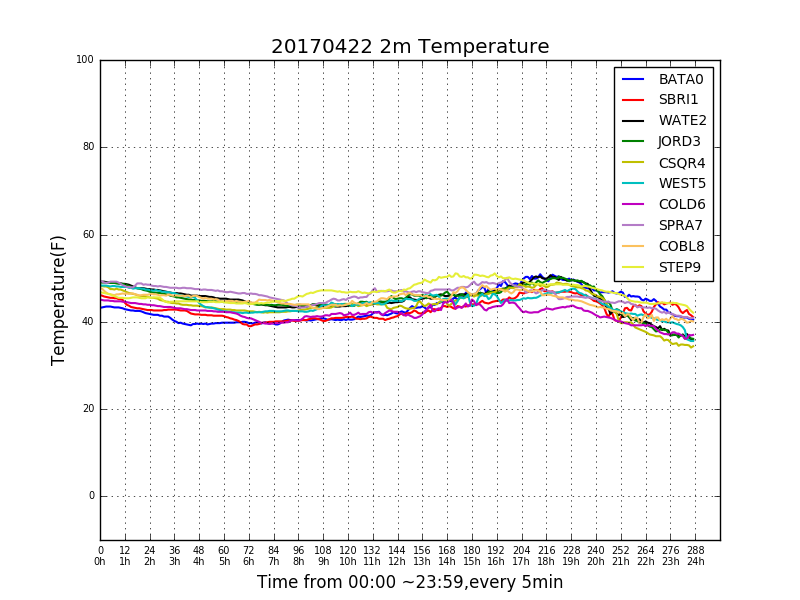 20170422 2m Temperature
100
80
60
40
20
0
Temperature(F)
BATA0
SBRI1
WATE2
JORD3
CSQR4
WEST5
COLD6
SPRA7
COBL8
STEP9
0 12 24 36 48 60 72 84 96 108 120 132 144 156 168 180 192 204 216 228 240 252 264 276 288
0h 1h 2h 3h 4h 5h 6h 7h 8h 9h 10h 11h 12h 13h 14h 15h 16h 17h 18h 19h 20h 21h 22h 23h 24h
Time from 00:00 ~23:59,every 5min